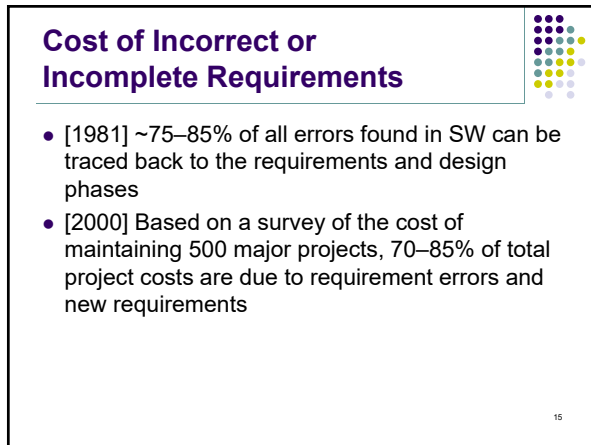 Cost of Incorrect or
Incomplete Requirements
● [1981] ~75–85% of all errors found in SW can be
traced back to the requirements and design
phases
● [2000] Based on a survey of the cost of
maintaining 500 major projects, 70–85% of total
project costs are due to requirement errors and
new requirements
15